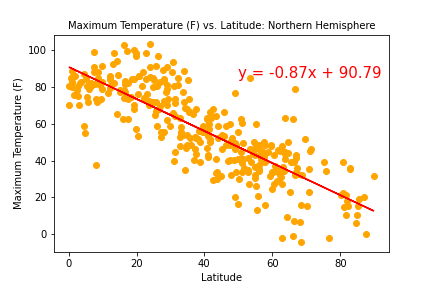 Maximum Temperature (F) vs. Latitude: Northern Hemisphere
y = -0.87x + 90.79
Maximum Temperature (F)
100
80
60
40
20
0
0 20 40 60 80
Latitude